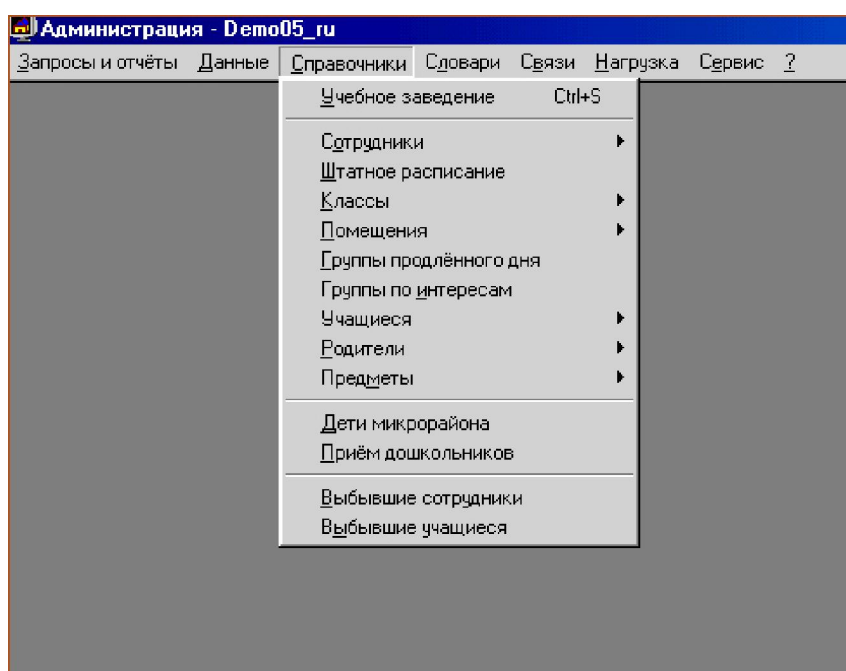 Администрация - Demo05_ru
Запросы и отчёты Данные Справочники Словари Связи Нагрузка Сервис ?
Учебное заведение Ctrl+S
Сотрудники
Штатное расписание
Классы
Помещения
Группы продлённого дня
Группы по интересам
Учащиеся
Родители
Предметы
Дети микрорайона
Приём дошкольников
Выбывшие сотрудники
Выбывшие учащиеся